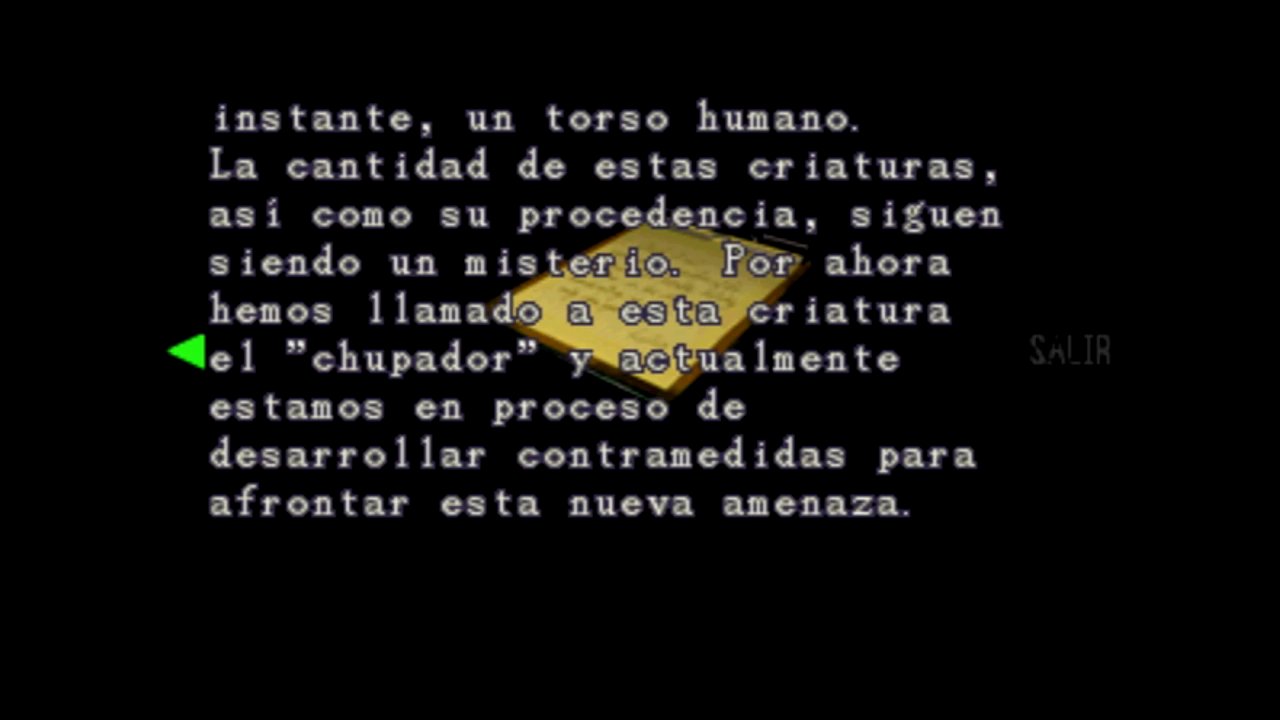 instante, un torso humano.
La cantidad de estas criaturas,
así como su procedencia, siguen
siendo un misterio. Por ahora
hemos llamado a esta criatura
el "chupador" y actualmente
estamos en proceso de
desarrollar contramedidas para
afrontar esta nueva amenaza.
SALIR